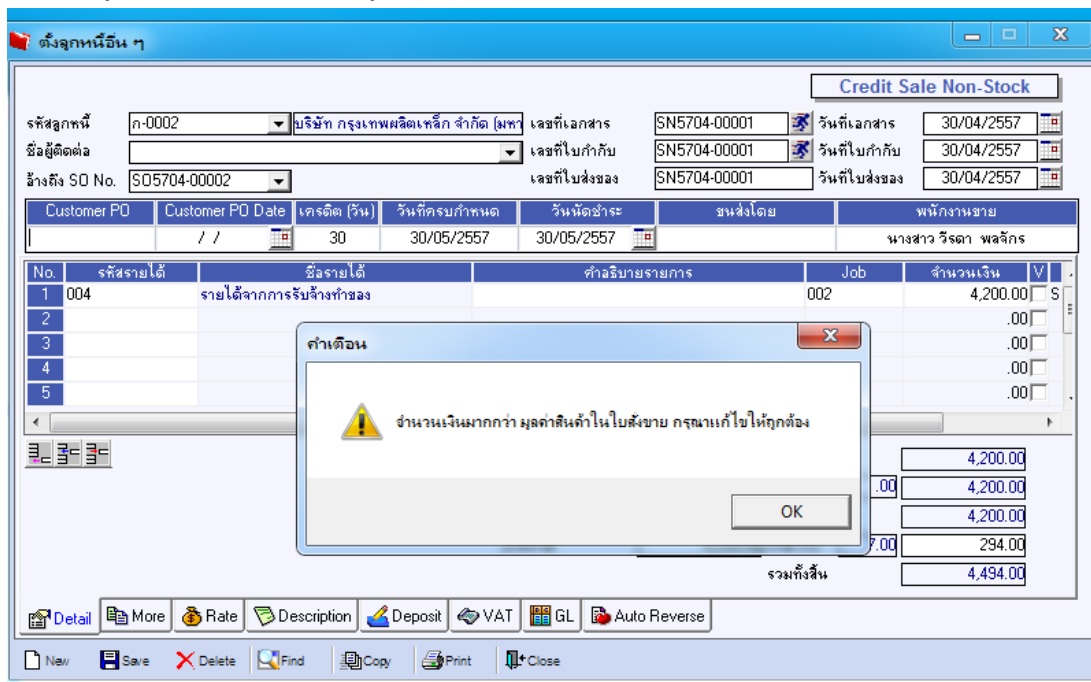 ตั้งลูกหนี้อื่น ๆ
Credit Sale Non-Stock
รหัสลูกหนี้ ก-0002 บริษัท กรุงเทพผลิตเหล็ก จำกัด (มหา เลขที่เอกสาร SN5704-00001 วันที่เอกสาร 30/04/2557
ชื่อผู้ติดต่อ เลขที่ใบกำกับ SN5704-00001 วันที่ใบกำกับ 30/04/2557
อ้างถึง SO No. SO5704-00002 เลขที่ใบส่งของ SN5704-00001 วันที่ใบส่งของ 30/04/2557
Customer PO Customer PO Date เครดิต (วัน) วันที่ครบกำหนด วันนัดชำระ ขนส่งโดย พนักงานขาย
/ / 30 30/05/2557 30/05/2557 นางสาว วีรดา พลจักร
No. รหัสรายได้ ชื่อรายได้ คำอธิบายรายการ Job จำนวนเงิน V
1 004 รายได้จากการรับจ้างทำของ 002 4,200.00 S
2 .00
3 .00
4 .00
5 .00
คำเตือน
จำนวนเงินมากกว่า มูลค่าสินค้าในใบสั่งขาย กรุณาแก้ไขให้ถูกต้อง
OK
4,200.00
.00 4,200.00
4,200.00
7.00 294.00
รวมทั้งสิ้น 4,494.00
Detail More Rate Description Deposit VAT GL Auto Reverse
New Save Delete Find Copy Print Close